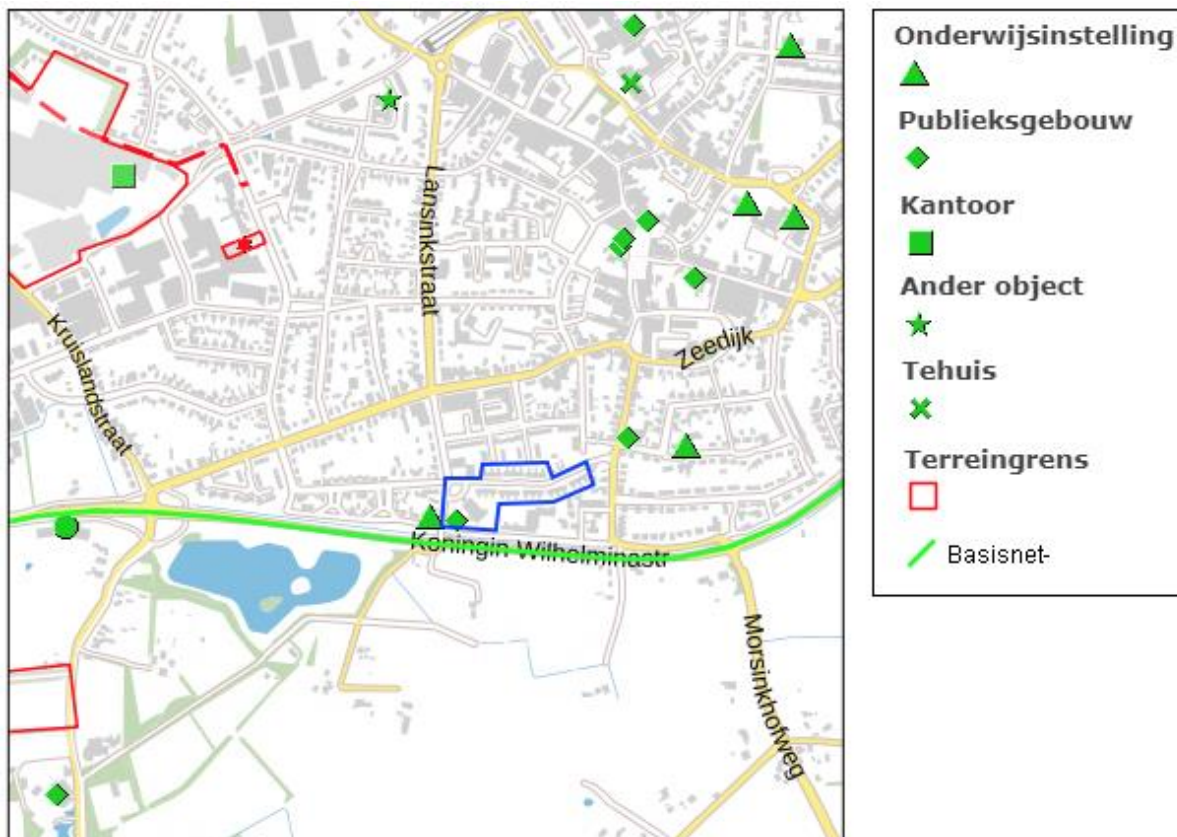 Lansinkstraat
Kruislandstraat
Zeedijk
Koningin Wilhelminastr
Morsinkhofweg
Onderwijsinstelling
Publieksgebouw
Kantoor
Ander object
Tehuis
Terreingrens
Basisnet-